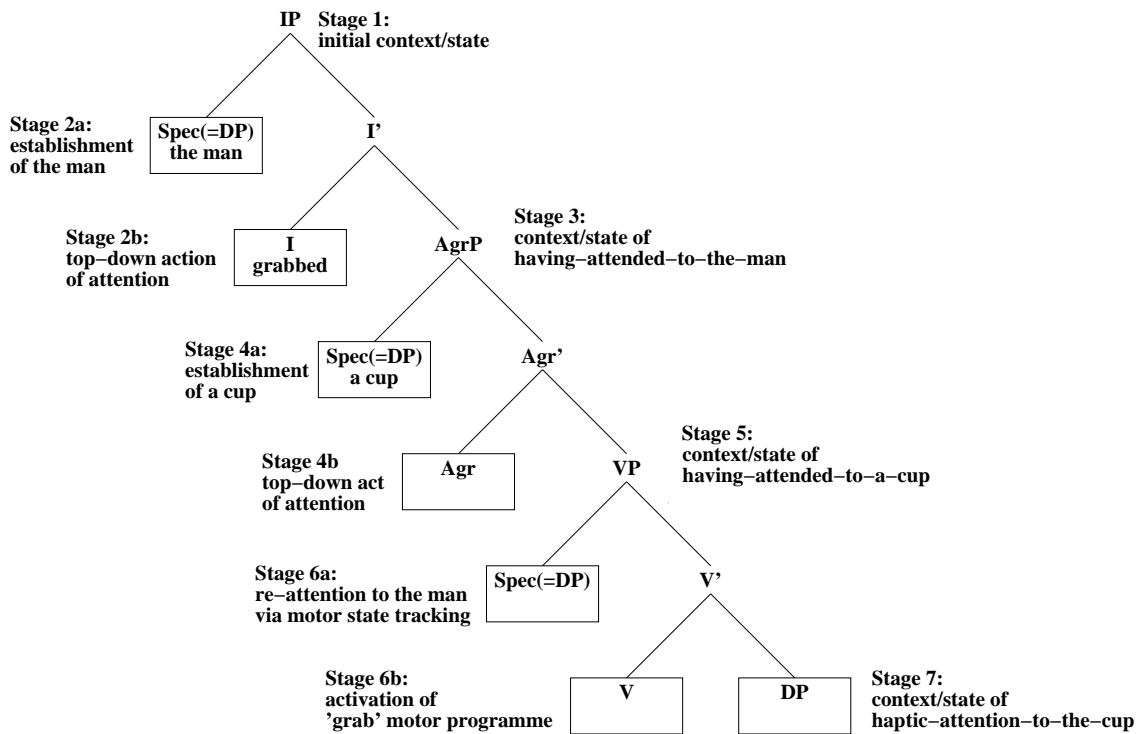 IP
Stage 1:
initial context/state
Stage 2a:
establishment
of the man
Spec(=DP)
the man
I’
Stage 2b:
top−down action
of attention
I
grabbed
AgrP
Stage 3:
context/state of
having−attended−to−the−man
Stage 4a:
establishment
of a cup
Spec(=DP)
a cup
Agr’
Stage 4b
top−down act
of attention
Agr
VP
Stage 5:
context/state of
having−attended−to−a−cup
Stage 6a:
re−attention to the man
via motor state tracking
Spec(=DP)
V’
Stage 6b:
activation of
’grab’ motor programme
V
DP
Stage 7:
context/state of
haptic−attention−to−the−cup